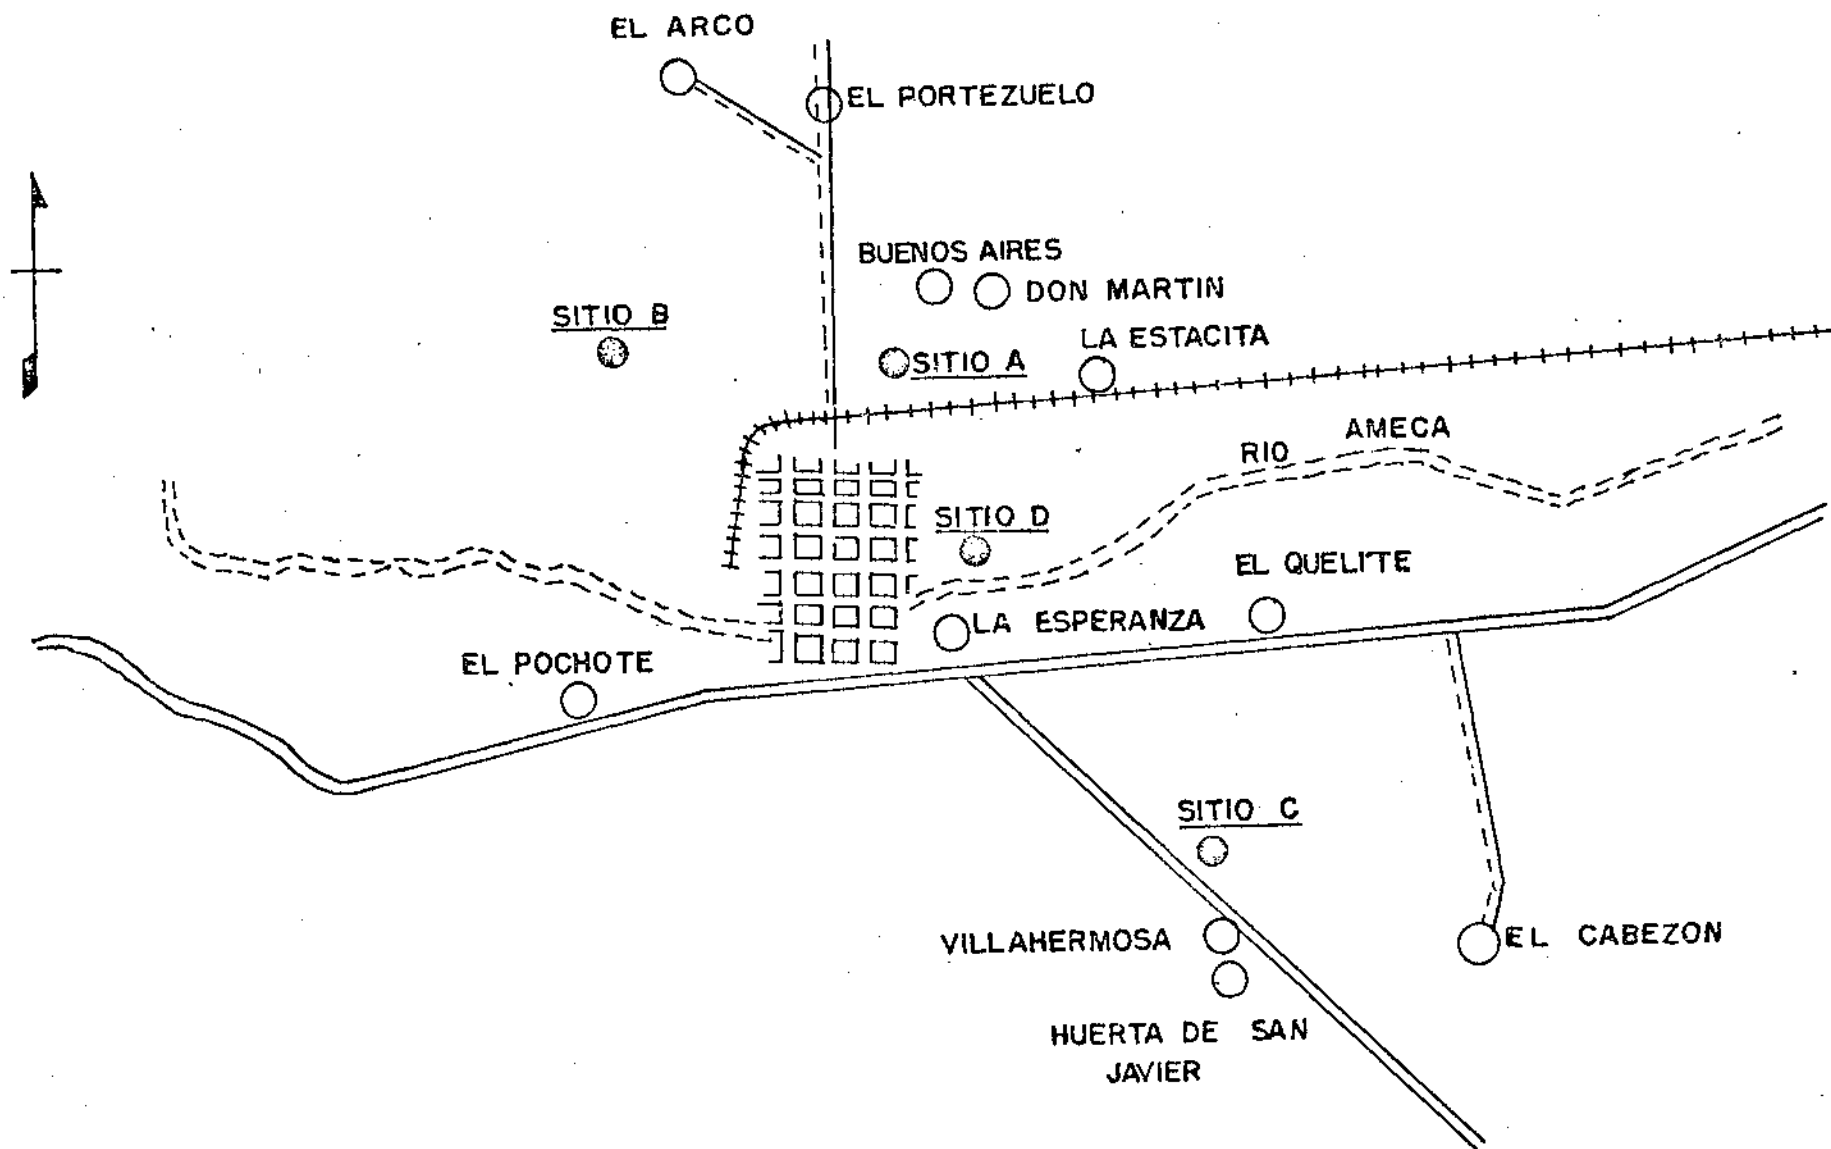 EL ARCO
EL PORTEZUELO
BUENOS AIRES
DON MARTIN
SITIO B
LA ESTACITA
SITIO A
RIO AMECA
SITIO D
EL QUELITE
LA ESPERANZA
EL POCHOTE
SITIO C
VILLAHERMOSA
EL CABEZON
HUERTA DE SAN
JAVIER